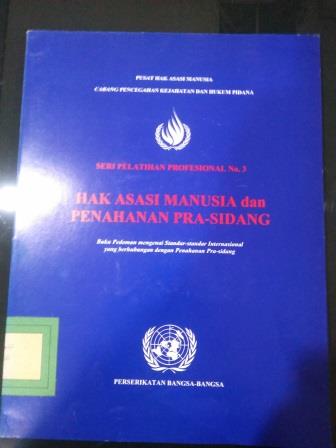 PUSAT HAK ASASI MANUSIA
CABANG PENCEGAHAN KEJAHATAN DAN HUKUM PIDANA
SERI PELATIHAN PROFESIONAL No. 3
HAK ASASI MANUSIA dan
PENAHANAN PRA-SIDANG
Buku Pedoman mengenai Standar-standar Internasional
yang berhubungan dengan Penahanan Pra-sidang
PERSERIKATAN BANGSA-BANGSA